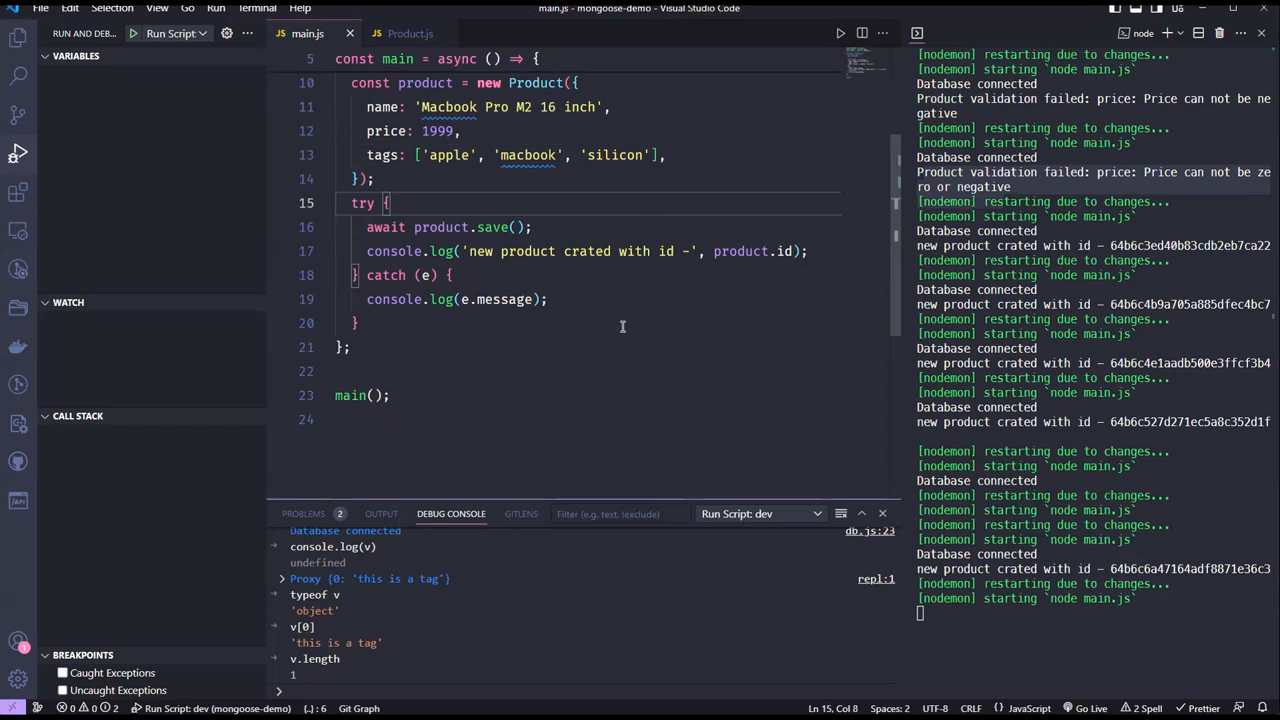 File Edit Selection View Go Run Terminal Help
main.js - mongoose-demo - Visual Studio Code
RUN AND DEB... Run Script ...
JS main.js
JS Product.js
node
VARIABLES
WATCH
CALL STACK
BREAKPOINTS
Caught Exceptions
Uncaught Exceptions
5 const main = async () => {
10 const product = new Product({
11 name: 'Macbook Pro M2 16 inch',
12 price: 1999,
13 tags: ['apple', 'macbook', 'silicon'],
14 });
15 try {
16 await product.save();
17 console.log('new product crated with id -', product.id);
18 } catch (e) {
19 console.log(e.message);
20 }
21 };
22
23 main();
24
PROBLEMS 2 OUTPUT DEBUG CONSOLE GITLENS Filter (e.g. text, !exclude) Run Script: dev
Database connected db.js:23
console.log(v)
undefined
Proxy {0: 'this is a tag'} repl:1
typeof v
'object'
v[0]
'this is a tag'
v.length
1
[nodemon] restarting due to changes...
[nodemon] starting `node main.js`
Database connected
Product validation failed: price: Price can not be ne
gative
[nodemon] restarting due to changes...
[nodemon] starting `node main.js`
Database connected
Product validation failed: price: Price can not be ze
ro or negative
[nodemon] restarting due to changes...
[nodemon] starting `node main.js`
Database connected
new product crated with id - 64b6c3ed40b83cdb2eb7ca22
[nodemon] restarting due to changes...
[nodemon] starting `node main.js`
Database connected
new product crated with id - 64b6c4b9a705a885dfec4bc7
[nodemon] restarting due to changes...
[nodemon] starting `node main.js`
Database connected
new product crated with id - 64b6c4e1aadb500e3ffcf3b4
[nodemon] restarting due to changes...
[nodemon] starting `node main.js`
Database connected
new product crated with id - 64b6c527d271ec5a8c352d1f
[nodemon] restarting due to changes...
[nodemon] starting `node main.js`
Database connected
[nodemon] restarting due to changes...
[nodemon] starting `node main.js`
[nodemon] restarting due to changes...
[nodemon] starting `node main.js`
Database connected
new product crated with id - 64b6c6a47164adf8871e36c3
[nodemon] restarting due to changes...
[nodemon] starting `node main.js`
0 0 2 Run Script: dev (mongoose-demo) {..} : 6 Git Graph Ln 15, Col 8 Spaces: 2 UTF-8 CRLF {} JavaScript Go Live 2 Spell Prettier